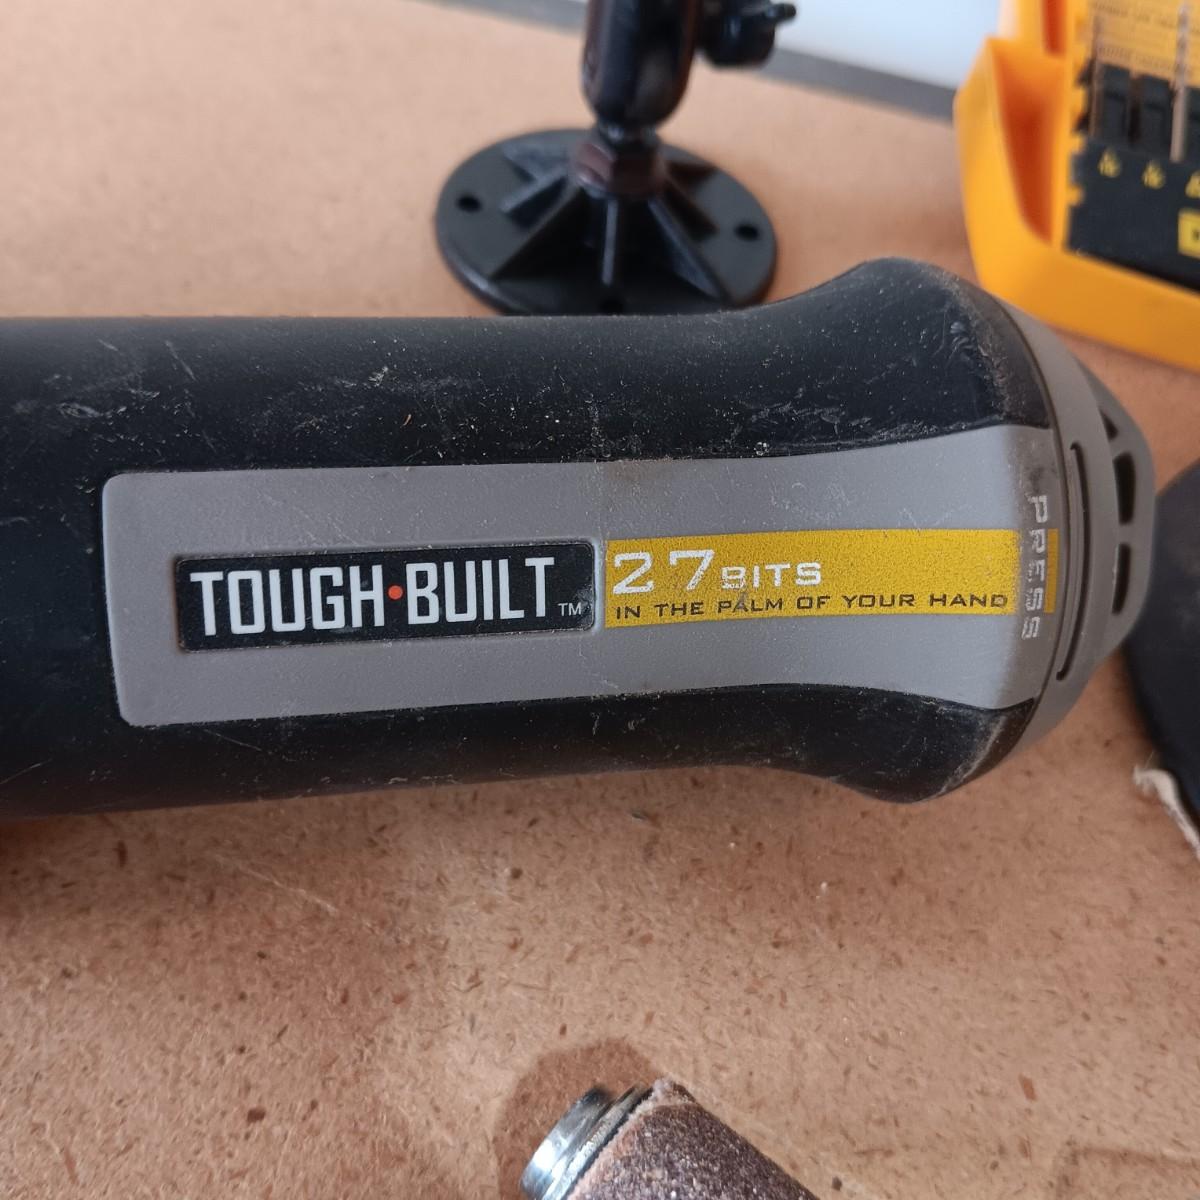 TOUGH·BUILT™
27 BITS
IN THE PALM OF YOUR HAND
PRESS